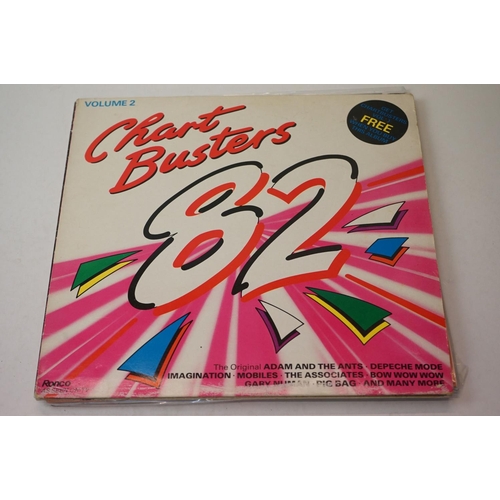 VOLUME 2
Chart
Busters
82
FREE
The Original ADAM AND THE ANTS · DEPECHE MODE
IMAGINATION · MOBILES · THE ASSOCIATES · BOW WOW WOW
GARY NUMAN · PIG BAG · AND MANY MORE
Ronco